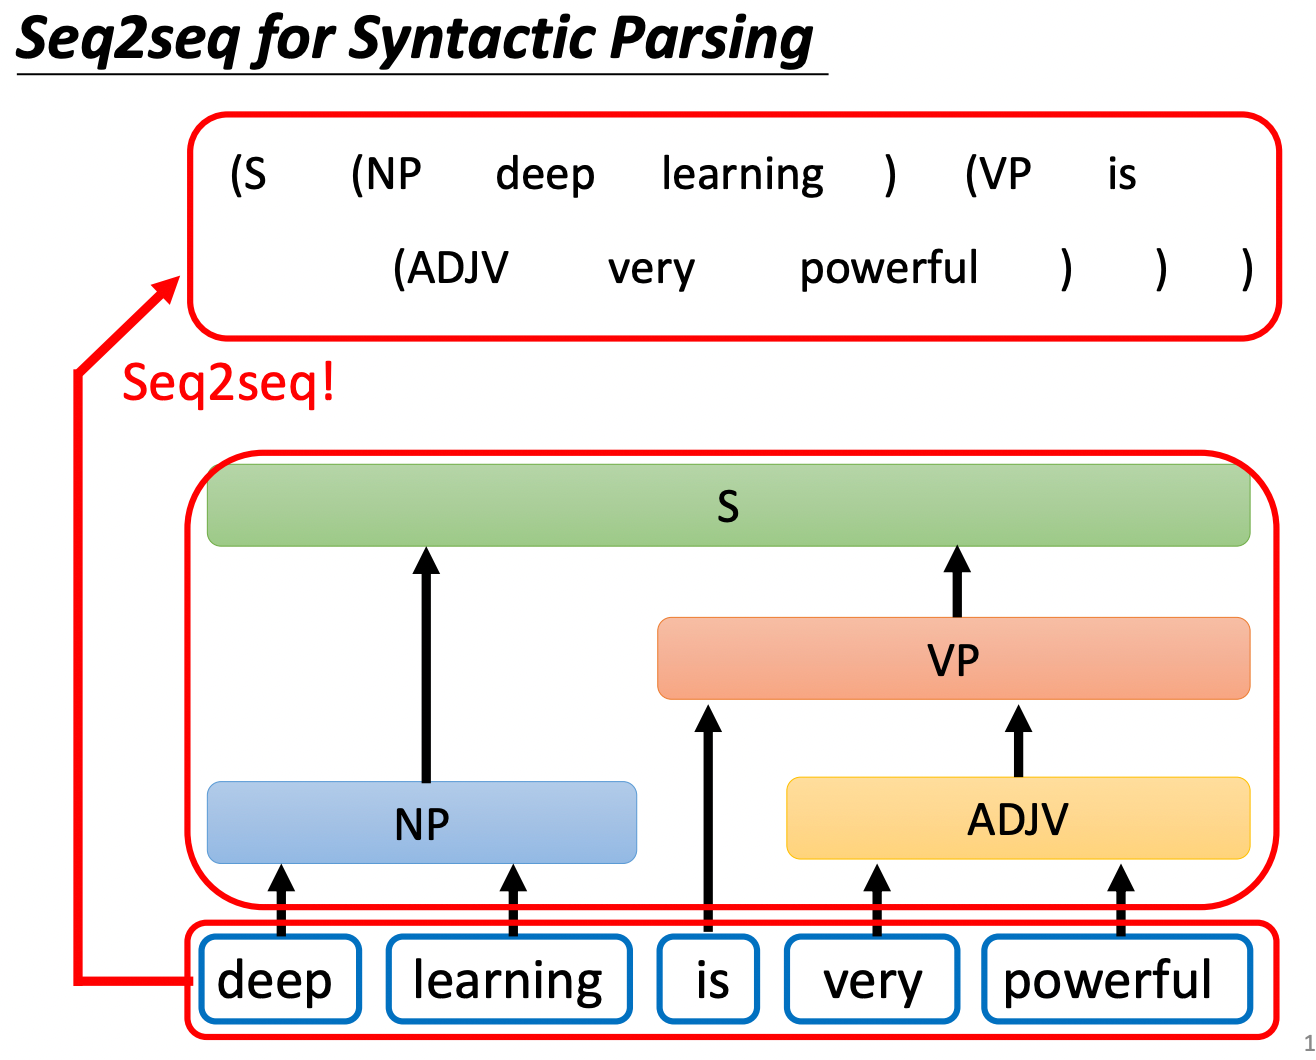 Seq2seq for Syntactic Parsing
(S (NP deep learning ) (VP is
(ADJV very powerful ) ) )
Seq2seq!
S
VP
NP ADJV
deep learning is very powerful
1